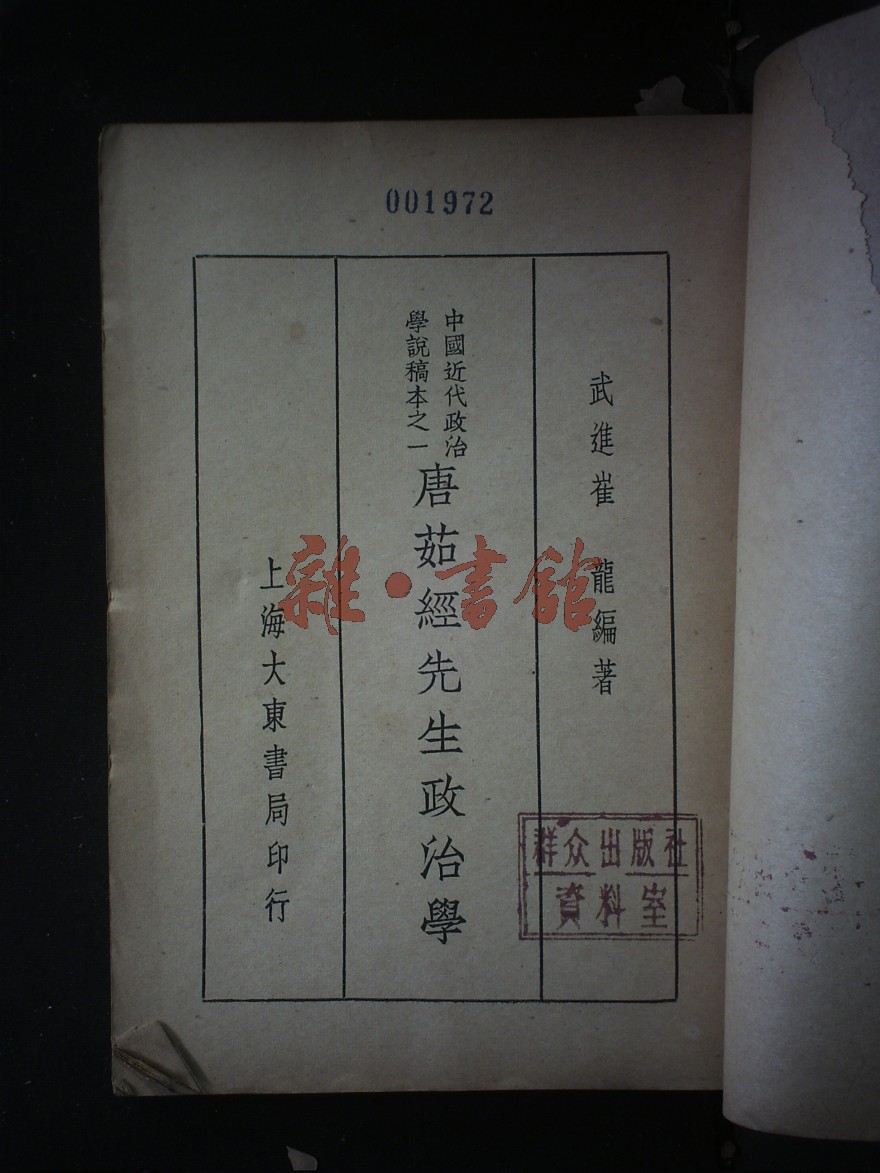 001972
武進崔龍編著
中國近代政治
學說稿本之一
唐茹經先生政治學
上海大東書局印行
雜·書館
群众出版社
資料室